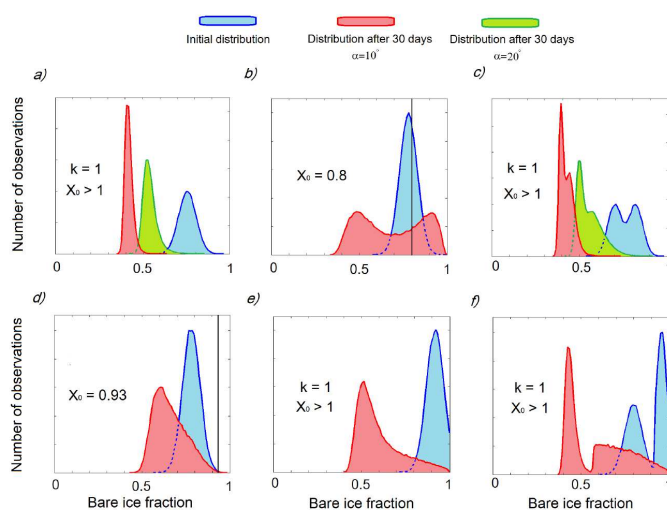 Initial distribution
Distribution after 30 days
α=10°
Distribution after 30 days
α=20°
a)
b)
c)
Number of observations
k = 1
X₀ > 1
X₀ = 0.8
k = 1
X₀ > 1
0 0.5 1
0 0.5 1
0 0.5 1
d)
e)
f)
Number of observations
X₀ = 0.93
k = 1
X₀ > 1
k = 1
X₀ > 1
0 0.5 1
0 0.5 1
0 0.5 1
Bare ice fraction
Bare ice fraction
Bare ice fraction